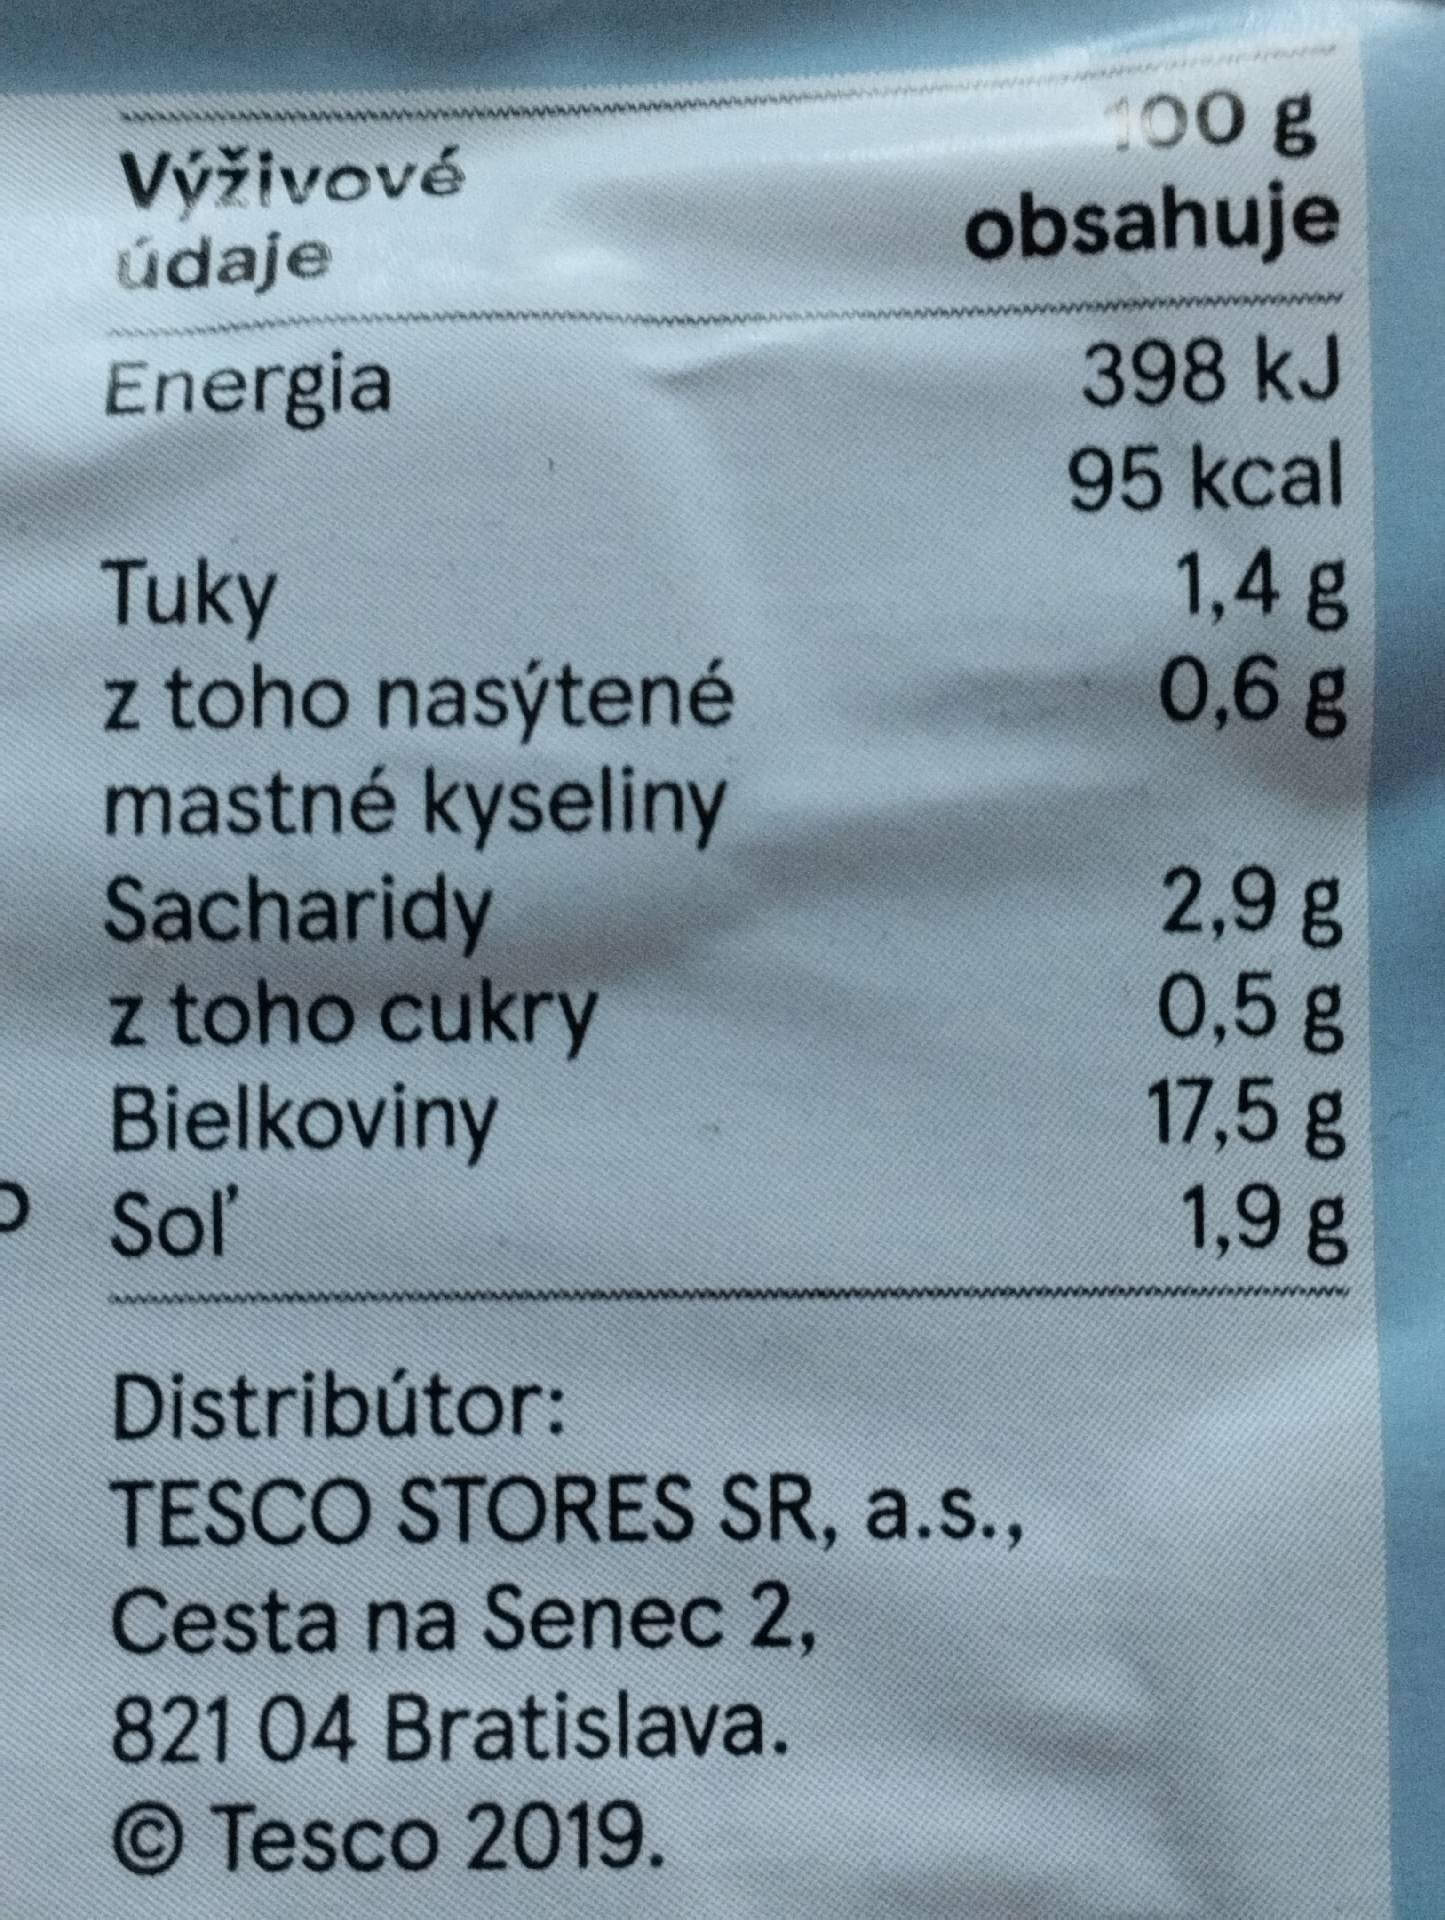 100 g
Výživové
obsahuje
údaje
Energia 398 kJ
95 kcal
Tuky 1,4 g
z toho nasýtené 0,6 g
mastné kyseliny
Sacharidy 2,9 g
z toho cukry 0,5 g
Bielkoviny 17,5 g
Soľ 1,9 g
Distribútor:
TESCO STORES SR, a.s.,
Cesta na Senec 2,
821 04 Bratislava.
© Tesco 2019.